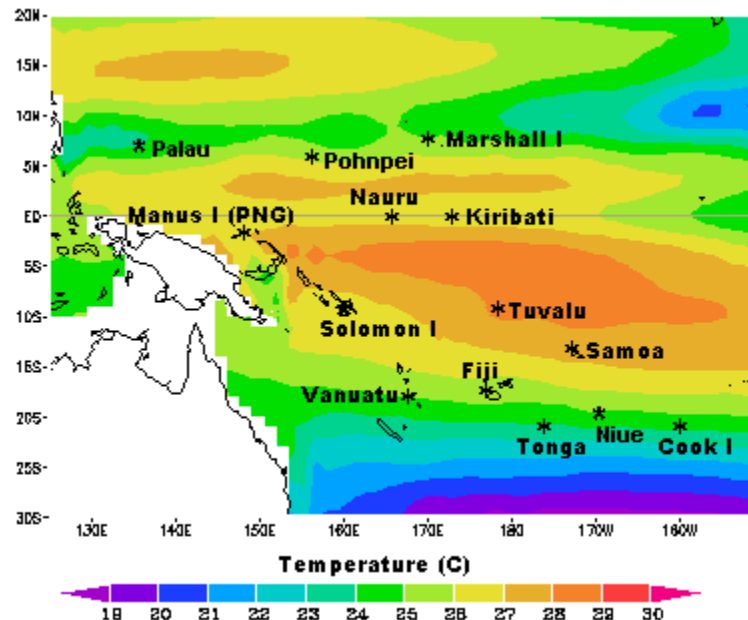 20N
15N
10N
Marshall I
Palau
Pohnpei
5N
Nauru
Manus I (PNG)
EQ
Kiribati
5S
Tuvalu
10S
Solomon I
Samoa
15S
Fiji
Vanuatu
20S
Tonga Niue Cook I
25S
30S
130E 140E 150E 160E 170E 180 170W 160W
Temperature (C)
19 20 21 22 23 24 25 26 27 28 29 30